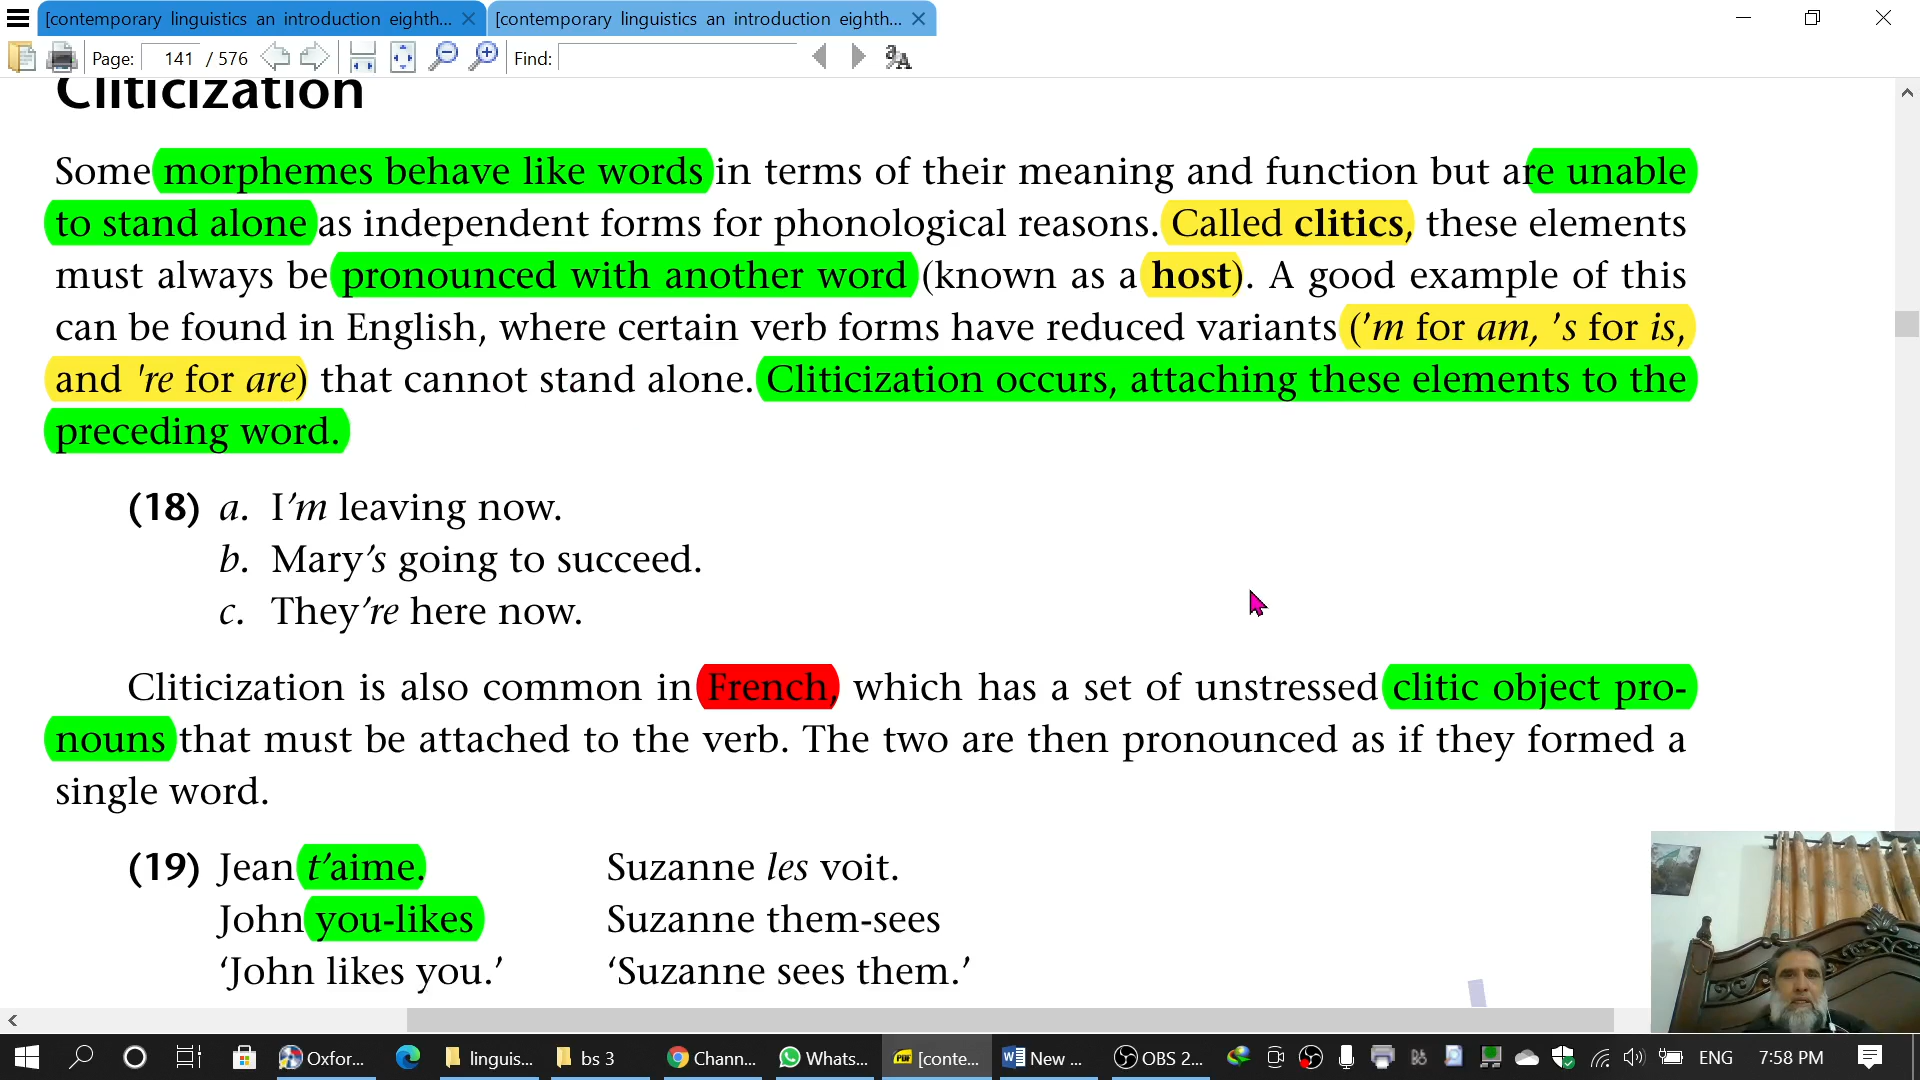 [contemporary linguistics an introduction eighth... [contemporary linguistics an introduction eighth...
Page: 141 / 576 Find:
Cliticization
Some morphemes behave like words in terms of their meaning and function but are unable
to stand alone as independent forms for phonological reasons. Called clitics, these elements
must always be pronounced with another word (known as a host). A good example of this
can be found in English, where certain verb forms have reduced variants ('m for am, 's for is,
and 're for are) that cannot stand alone. Cliticization occurs, attaching these elements to the
preceding word.
(18) a. I'm leaving now.
b. Mary's going to succeed.
c. They're here now.
Cliticization is also common in French, which has a set of unstressed clitic object pro-
nouns that must be attached to the verb. The two are then pronounced as if they formed a
single word.
(19) Jean t'aime. Suzanne les voit.
John you-likes Suzanne them-sees
'John likes you.' 'Suzanne sees them.'
Oxfor... linguis... bs 3 Chann... Whats... [conte... New ... OBS 2... ENG 7:58 PM